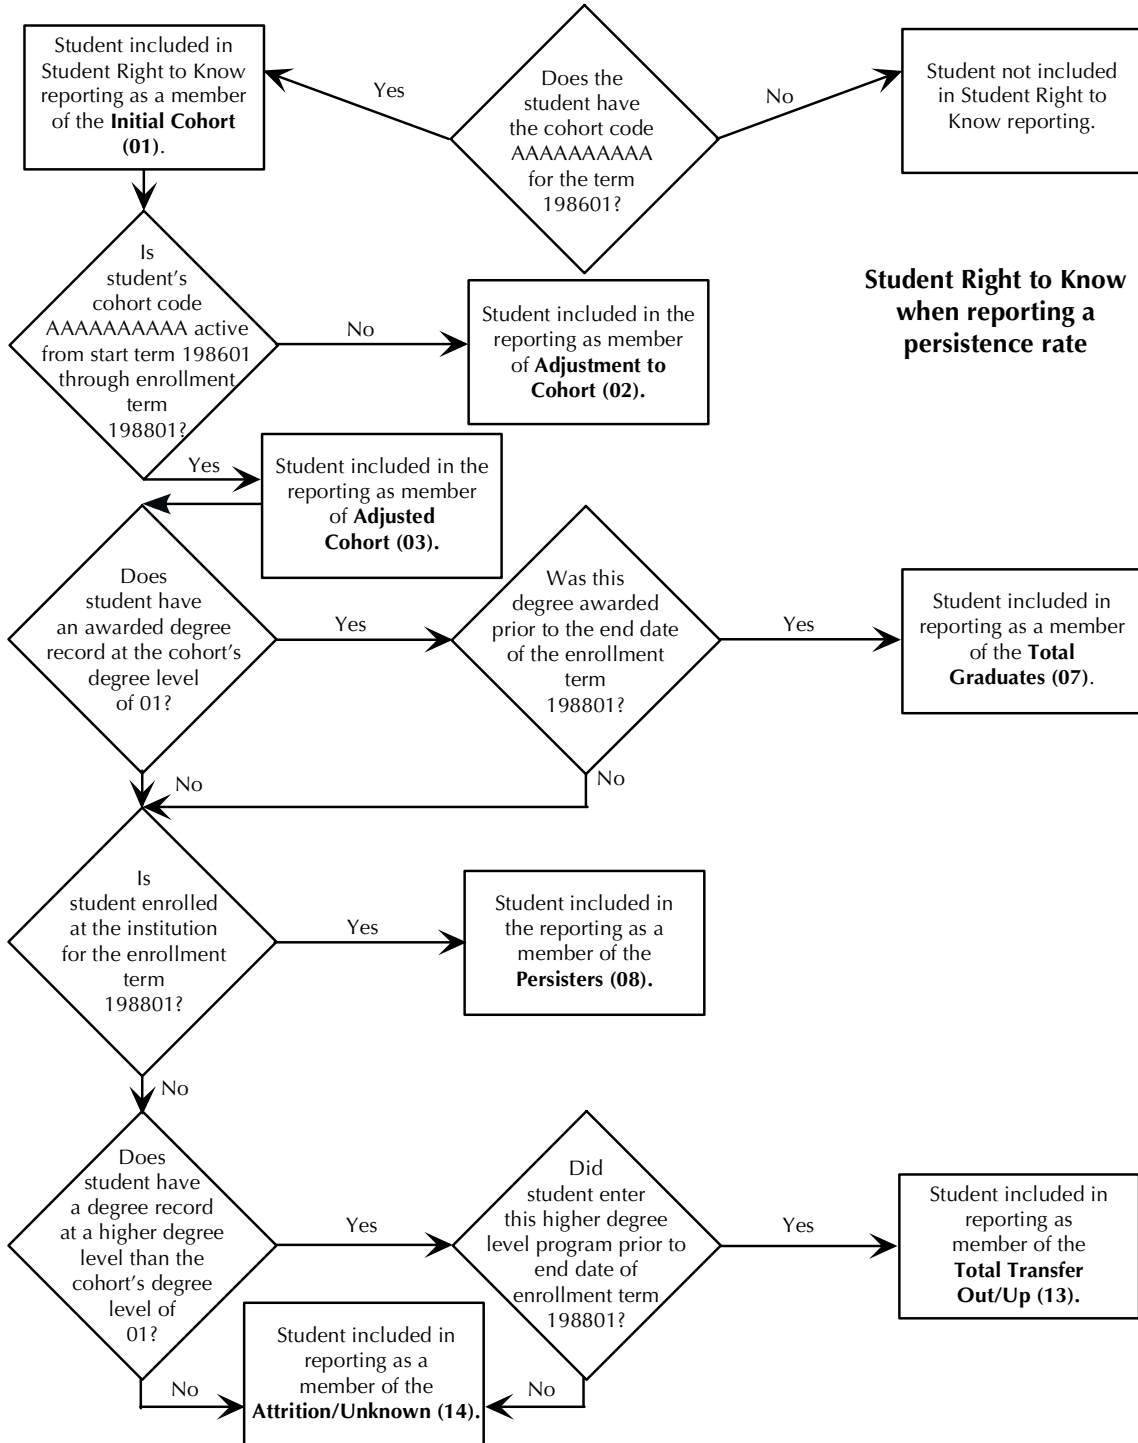 Student included in
Student Right to Know
reporting as a member
of the Initial Cohort
(01).
Yes
Does the
student have
the cohort code
AAAAAAAAAA
for the term
198601?
No
Student not included
in Student Right to
Know reporting.
Student Right to Know
when reporting a
persistence rate
Is
student’s
cohort code
AAAAAAAAAA active
from start term 198601
through enrollment
term
198801?
No
Student included in the
reporting as member
of Adjustment to
Cohort (02).
Yes
Student included in the
reporting as member
of Adjusted
Cohort (03).
Does
student have
an awarded degree
record at the cohort’s
degree level
of 01?
Yes
Was this
degree awarded
prior to the end date
of the enrollment
term
198801?
Yes
Student included in
reporting as a member
of the Total
Graduates (07).
No
No
Is
student enrolled
at the institution
for the enrollment
term
198801?
Yes
Student included in
the reporting as a
member of the
Persisters (08).
No
Does
student have
a degree record
at a higher degree
level than the
cohort’s degree
level of
01?
Yes
Did
student enter
this higher degree
level program prior to
end date of
enrollment term
198801?
Yes
Student included in
reporting as
member of the
Total Transfer
Out/Up (13).
No
Student included in
reporting as a
member of the
Attrition/Unknown (14).
No